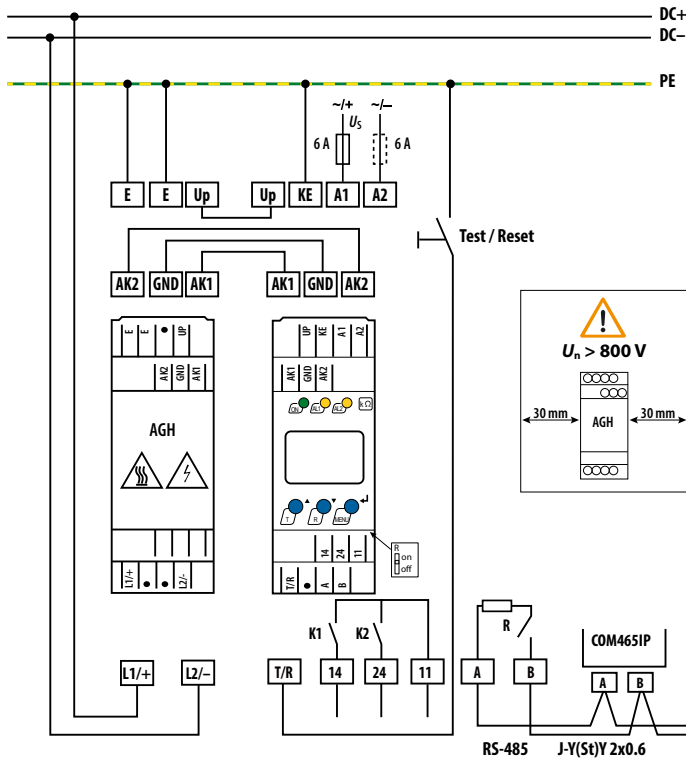 DC+
DC–
PE
~/+ ~/–
US
6 A 6 A
E E Up Up KE A1 A2
Test / Reset
AK2 GND AK1 AK1 GND AK2
E E UP UP KE A1 A2
AK2 GND AK1 AK1 GND AK2
Un > 800 V
ON AL1 AL2 kΩ
AGH
30 mm AGH 30 mm
T R MENU
R
on
off
14 24 11
L1/+ L2/- T/R A B
K1 K2 R COM465IP
L1/+ L2/– T/R 14 24 11 A B A B
RS-485 J-Y(St)Y 2x0.6